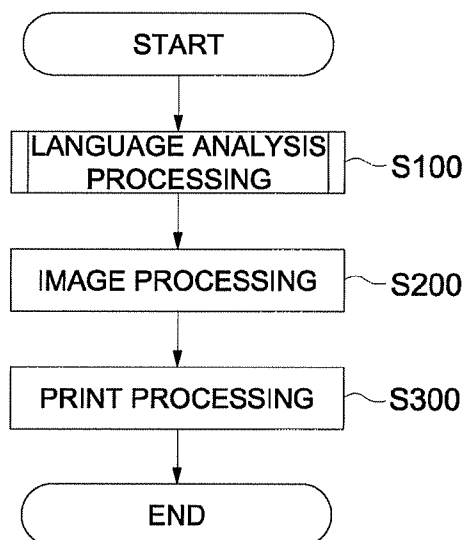 START
LANGUAGE ANALYSIS
PROCESSING
S100
IMAGE PROCESSING
S200
PRINT PROCESSING
S300
END